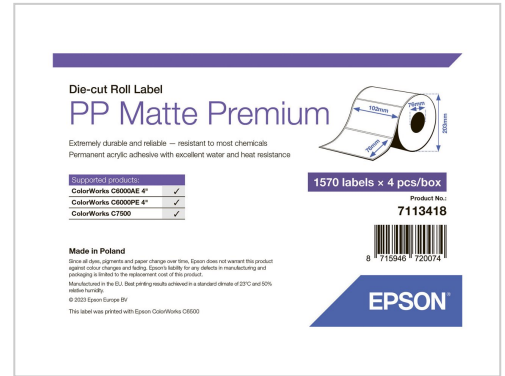 Die-cut Roll Label
PP Matte Premium
102mm
76mm
203mm
70mm
Extremely durable and reliable — resistant to most chemicals
Permanent acrylic adhesive with excellent water and heat resistance
Supported products:
ColorWorks C6000AE 4" ✓
ColorWorks C6000PE 4" ✓
ColorWorks C7500 ✓
1570 labels × 4 pcs/box
Product No.:
7113418
8 715946 720074
Made in Poland
Since all dyes, pigments and paper change over time, Epson does not warrant this product
against colour changes and fading. Epson's liability for any defects in manufacturing and
packaging is limited to the replacement cost of this product.
Manufactured in the EU. Best printing results achieved in a standard climate of 23°C and 50%
relative humidity.
© 2023 Epson Europe BV
This label was printed with Epson ColorWorks C6500
EPSON®